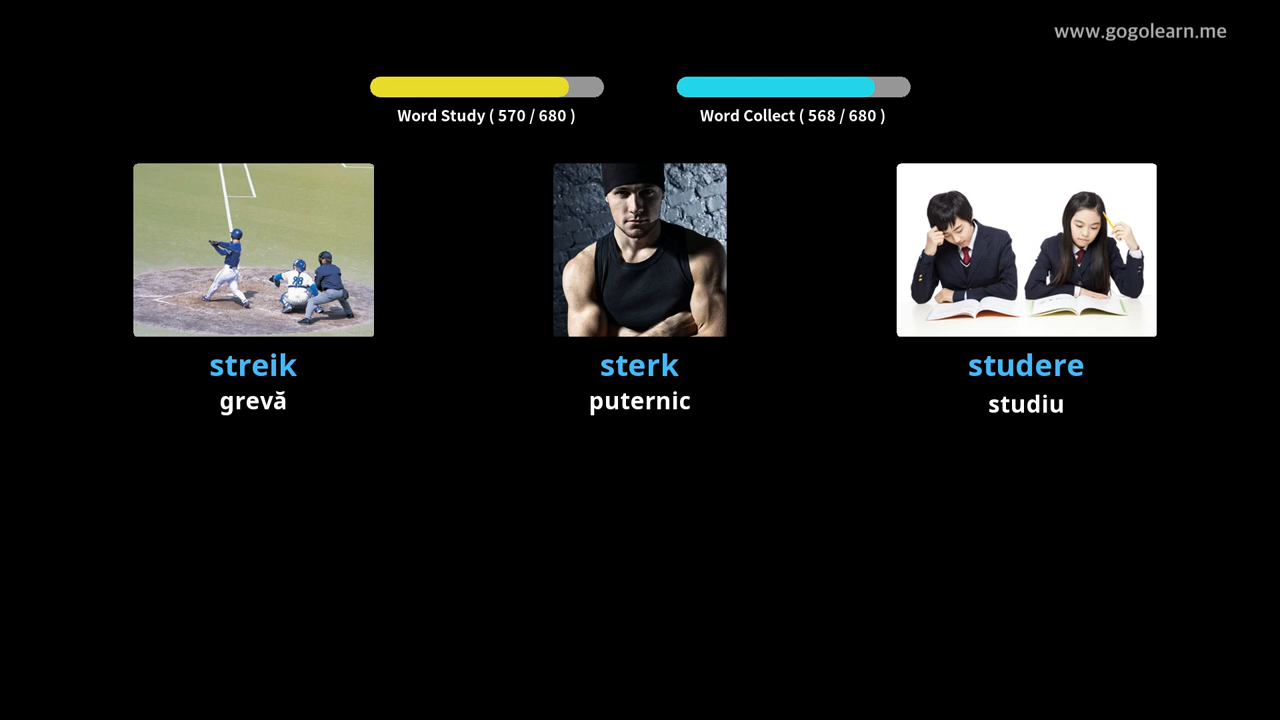 www.gogolearn.me
Word Study ( 570 / 680 )
Word Collect ( 568 / 680 )
streik
grevă
sterk
puternic
studere
studiu